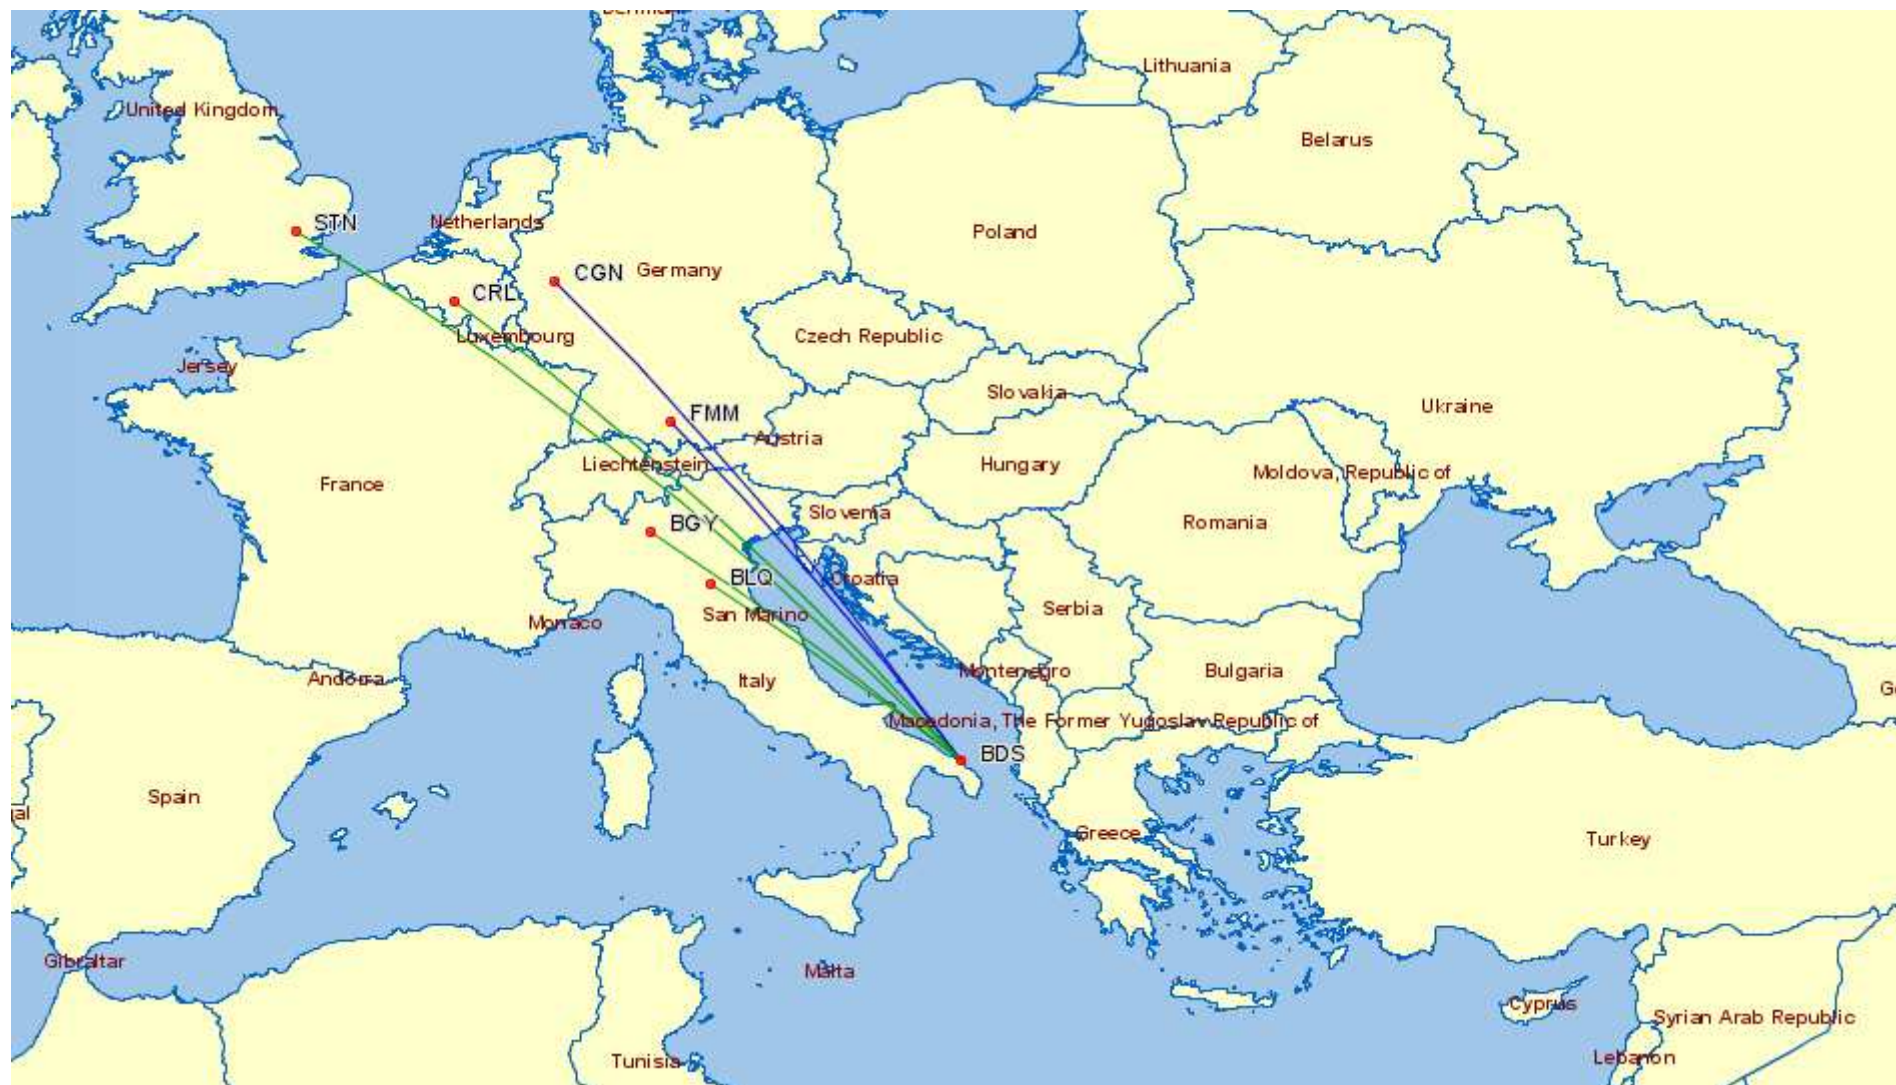 Lithuania
United Kingdom
Belarus
STN
Netherlands
Poland
CGN
Germany
CRL
Luxembourg
Czech Republic
Jersey
Slovakia
FMM
Ukraine
Austria
Liechtenstein
Hungary
Moldova, Republic of
France
Slovenia
BGY
Romania
BLQ
Croatia
Serbia
San Marino
Monaco
Montenegro
Bulgaria
Andorra
Italy
Macedonia, The Former Yugoslav Republic of
BDS
Spain
Greece
Turkey
Gibraltar
Malta
Cyprus
Syrian Arab Republic
Lebanon
Tunisia